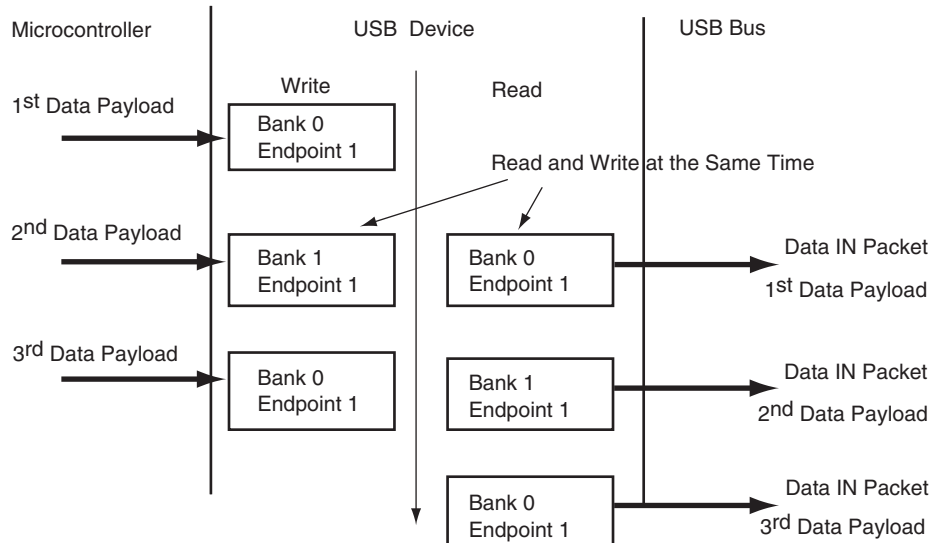 Microcontroller
USB Device
USB Bus
Write
Read
1st Data Payload
Bank 0
Endpoint 1
Read and Write at the Same Time
2nd Data Payload
Bank 1
Endpoint 1
Bank 0
Endpoint 1
Data IN Packet
1st Data Payload
3rd Data Payload
Bank 0
Endpoint 1
Bank 1
Endpoint 1
Data IN Packet
2nd Data Payload
Bank 0
Endpoint 1
Data IN Packet
3rd Data Payload